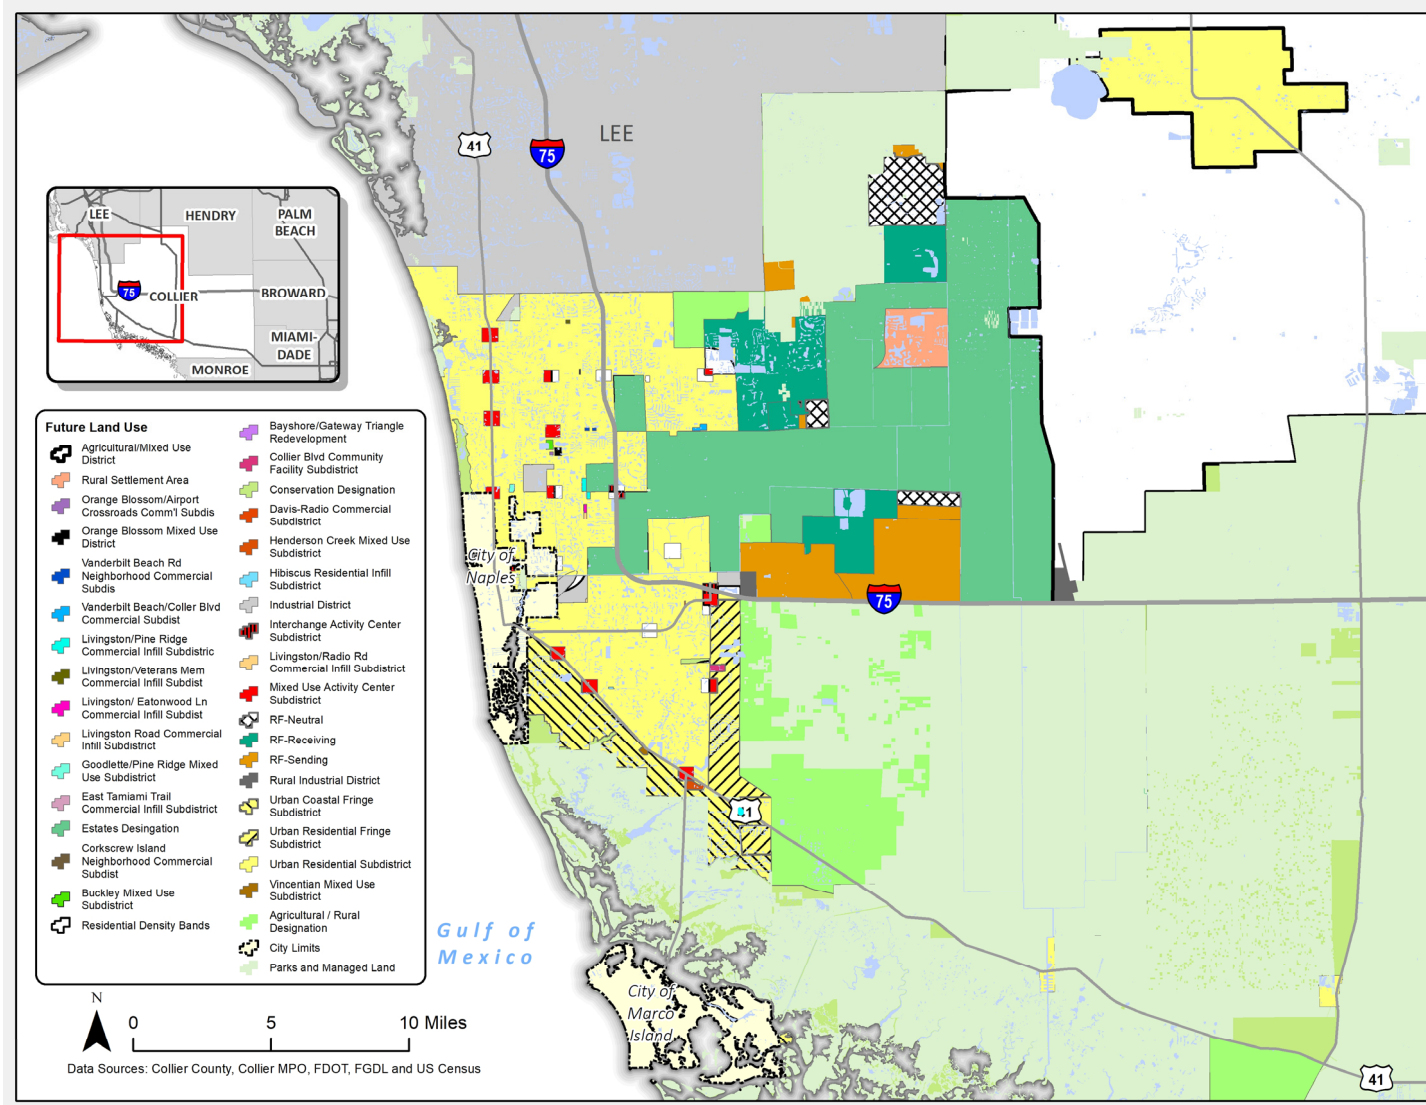 41
75
LEE
LEE
HENDRY
PALM
BEACH
75
COLLIER
BROWARD
MIAMI-
DADE
MONROE
Future Land Use
Agricultural/Mixed Use
District
Rural Settlement Area
Orange Blossom/Airport
Crossroads Comm'l Subdis
Orange Blossom Mixed Use
District
Vanderbilt Beach Rd
Neighborhood Commercial
Subdis
Vanderbilt Beach/Coller Blvd
Commercial Subdist
Livingston/Pine Ridge
Commercial Infill Subdistric
Livingston/Veterans Mem
Commercial Infill Subdist
Livingston/ Eatonwood Ln
Commercial Infill Subdist
Livingston Road Commercial
Infill Subdistrict
Goodlette/Pine Ridge Mixed
Use Subdistrict
East Tamiami Trail
Commercial Infill Subdistrict
Estates Desingation
Corkscrew Island
Neighborhood Commercial
Subdist
Buckley Mixed Use
Subdistrict
Residential Density Bands
Bayshore/Gateway Triangle
Redevelopment
Collier Blvd Community
Facility Subdistrict
Conservation Designation
Davis-Radio Commercial
Subdistrict
Henderson Creek Mixed Use
Subdistrict
Hibiscus Residential Infill
Subdistrict
Industrial District
Interchange Activity Center
Subdistrict
Livingston/Radio Rd
Commercial Infill Subdistrict
Mixed Use Activity Center
Subdistrict
RF-Neutral
RF-Receiving
RF-Sending
Rural Industrial District
Urban Coastal Fringe
Subdistrict
Urban Residential Fringe
Subdistrict
Urban Residential Subdistrict
Vincentian Mixed Use
Subdistrict
Agricultural / Rural
Designation
City Limits
Parks and Managed Land
City of
Naples
75
41
Gulf of
Mexico
City of
Marco
Island
41
N
0 5 10 Miles
Data Sources: Collier County, Collier MPO, FDOT, FGDL and US Census